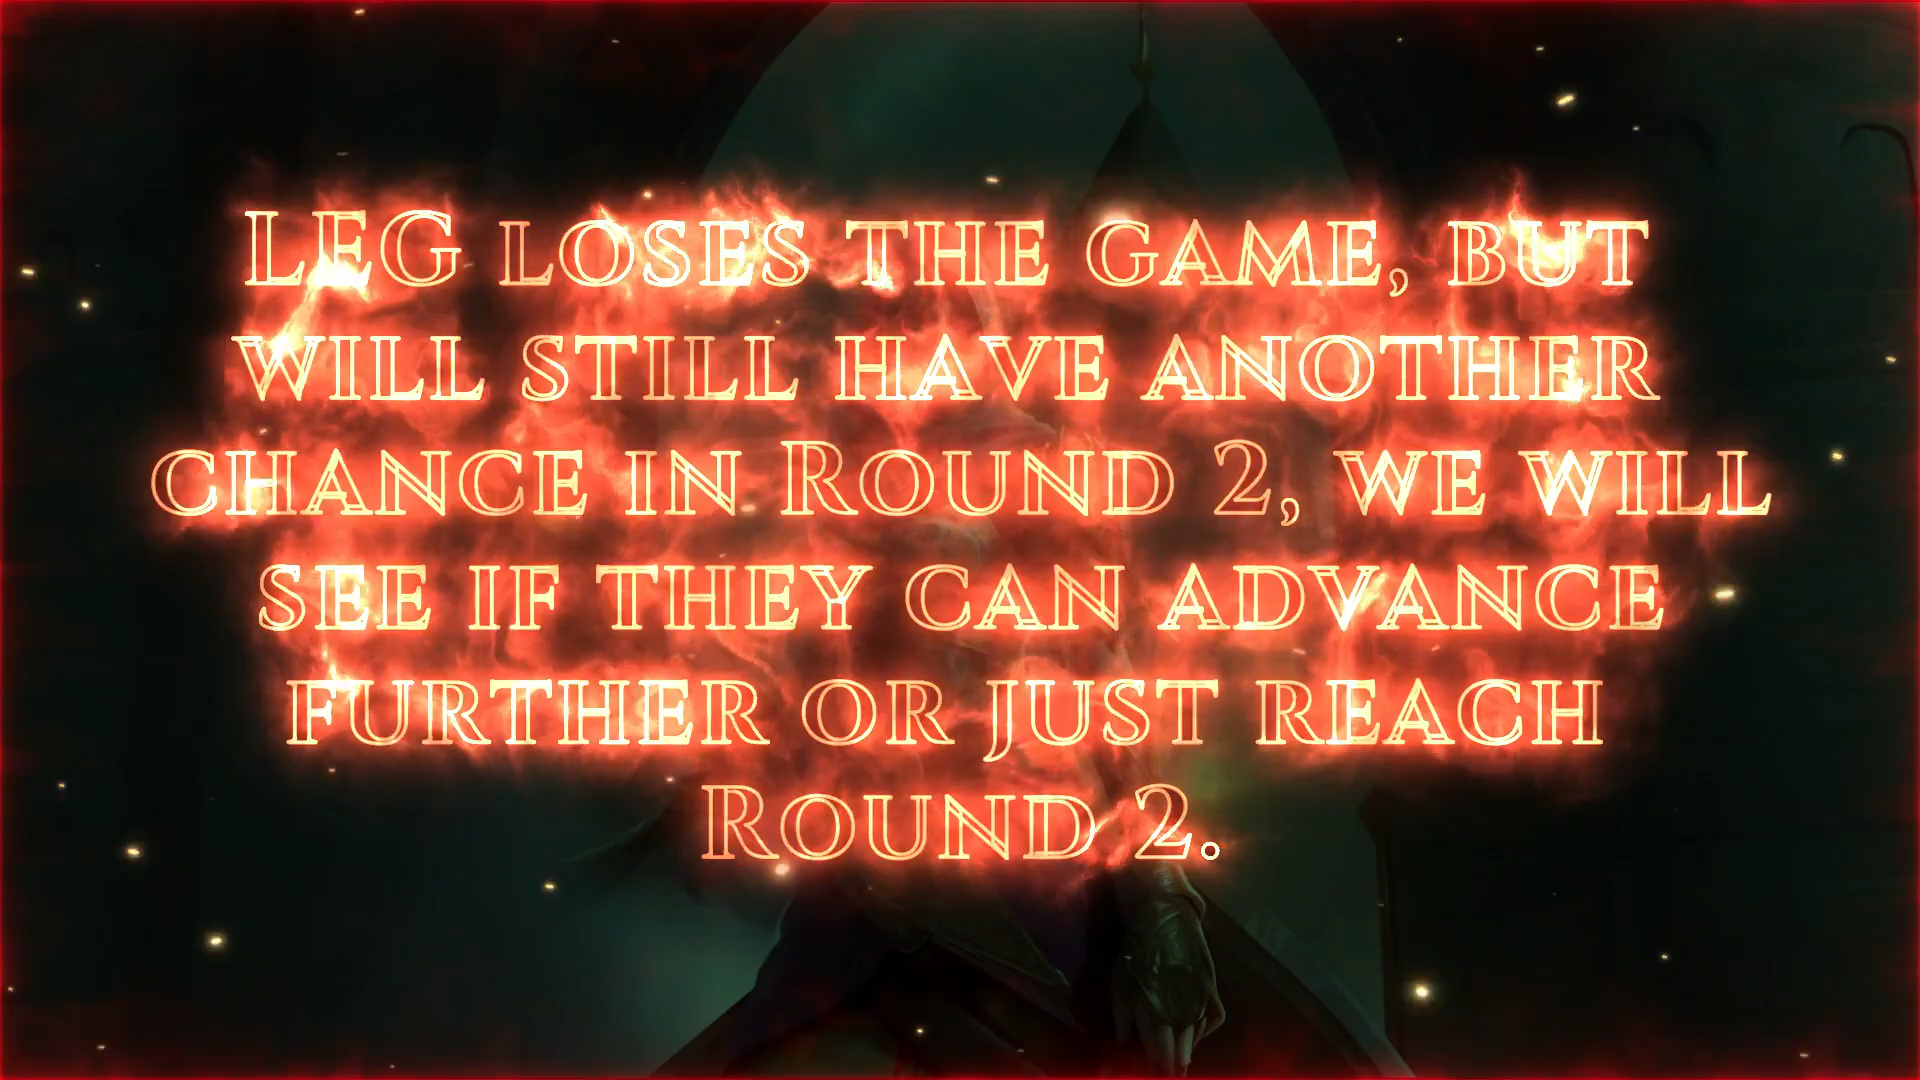 LEG loses the game, but
will still have another
chance in Round 2, we will
see if they can advance
further or just reach
Round 2.